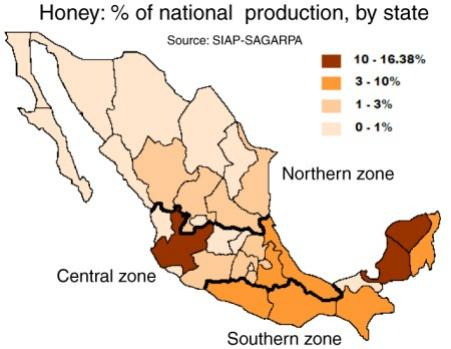 Honey: % of national production, by state
Source: SIAP-SAGARPA
10 - 16.38%
3 - 10%
1 - 3%
0 - 1%
Northern zone
Central zone
Southern zone